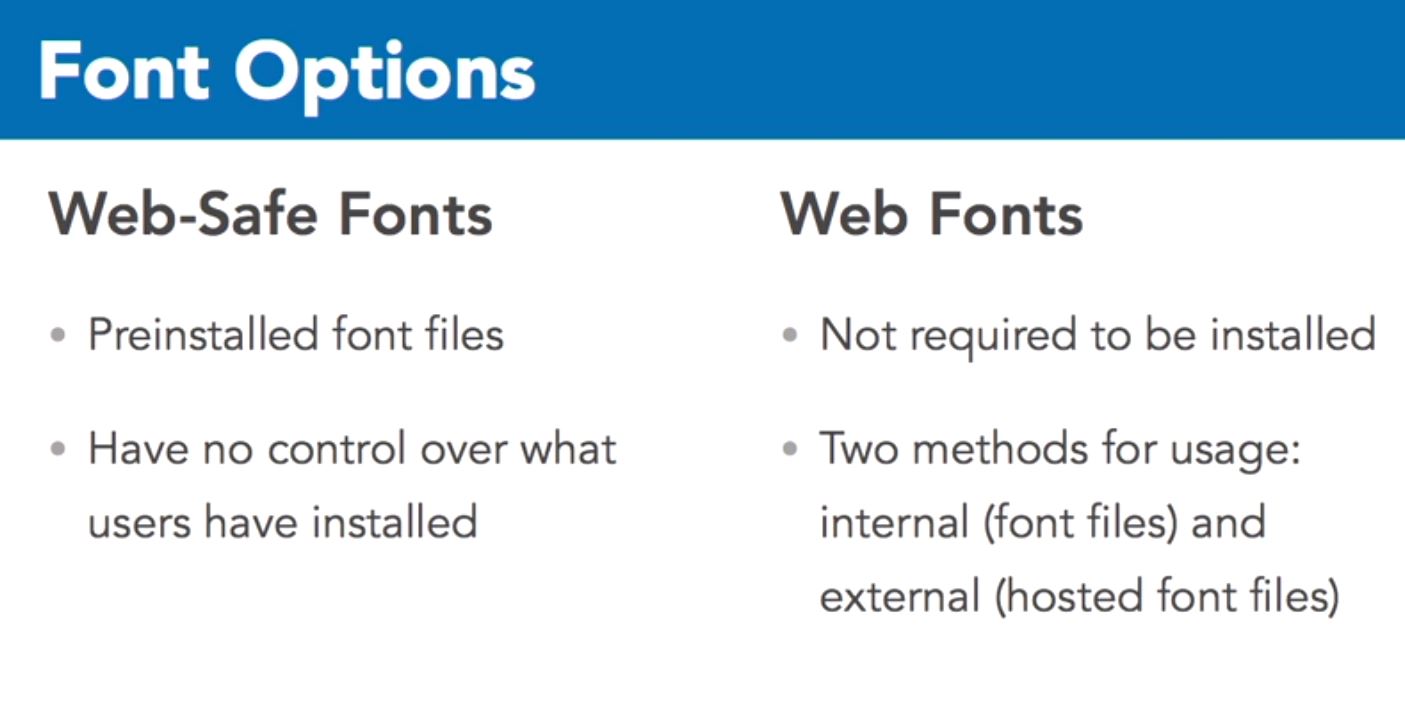 Font Options
Web-Safe Fonts
• Preinstalled font files
• Have no control over what
users have installed
Web Fonts
• Not required to be installed
• Two methods for usage:
internal (font files) and
external (hosted font files)